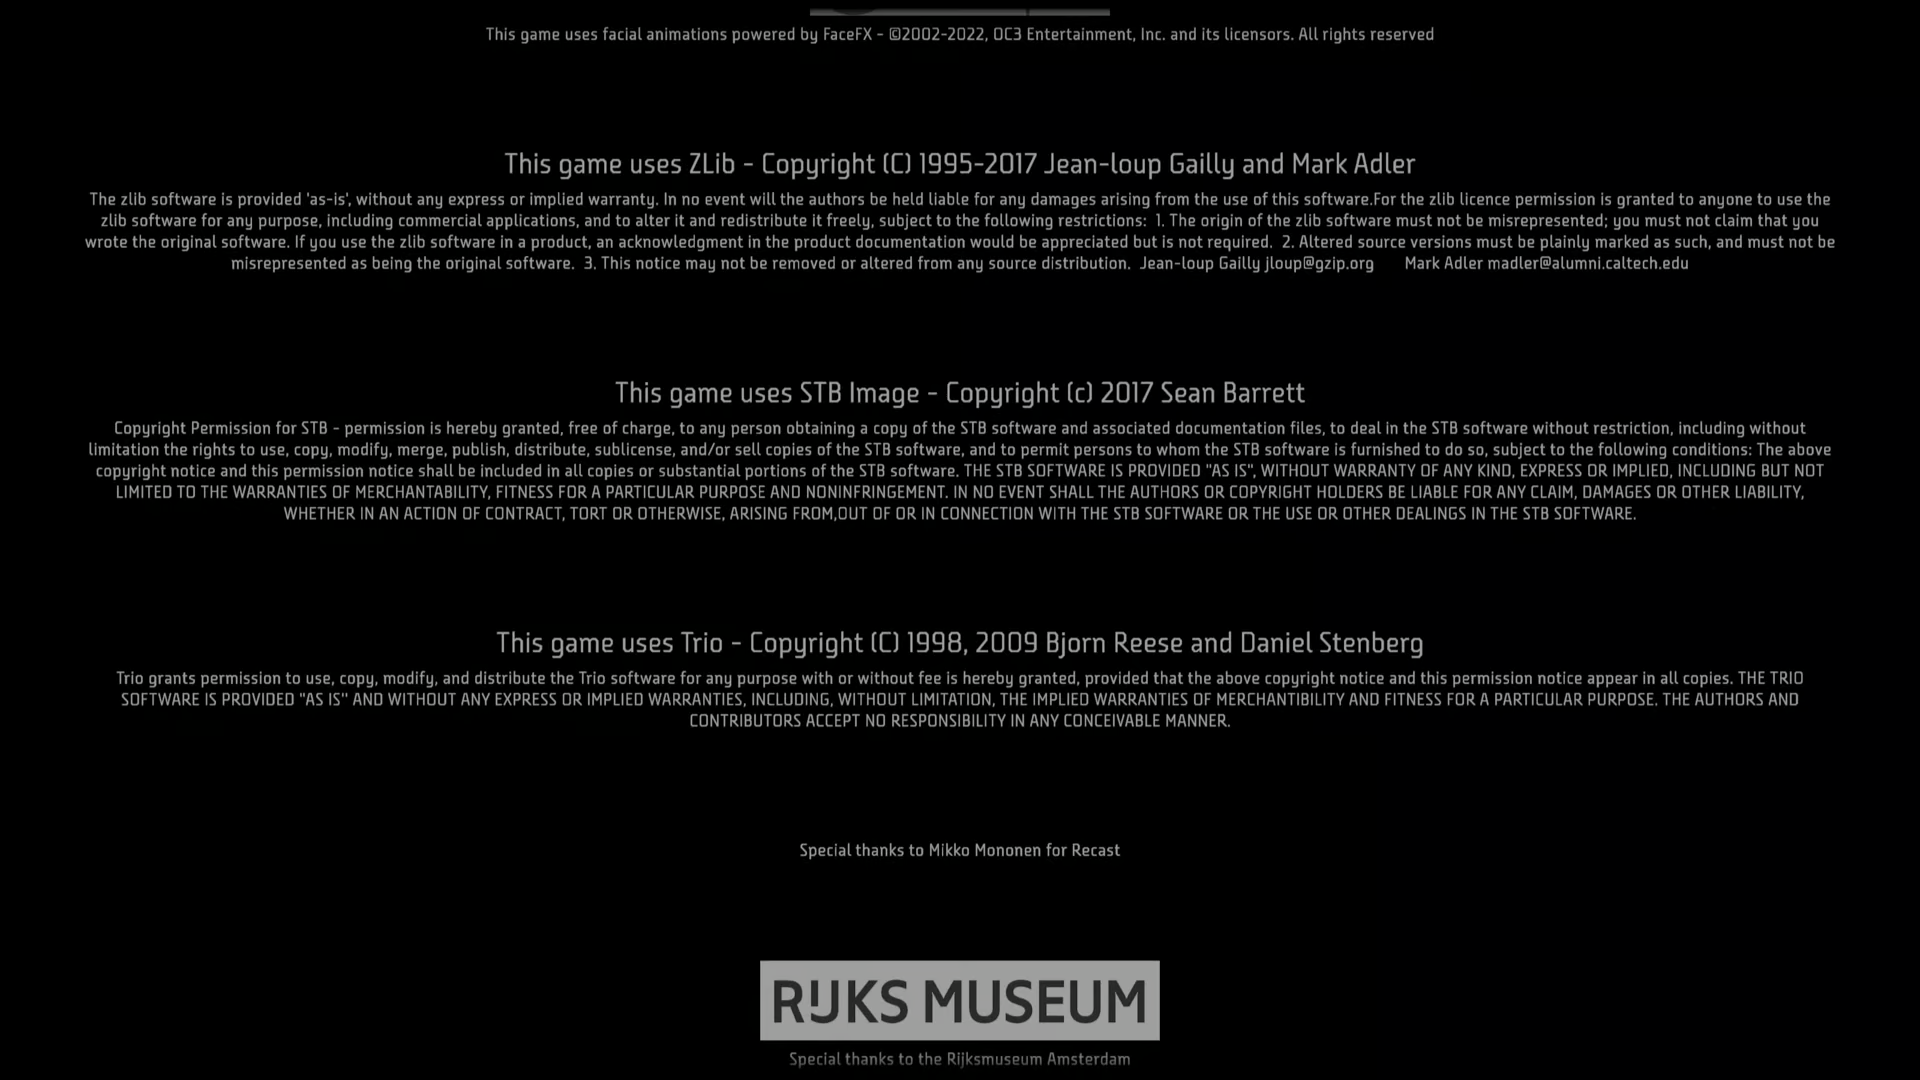 This game uses facial animations powered by FaceFX - ©2002-2022, OC3 Entertainment, Inc. and its licensors. All rights reserved
This game uses ZLib - Copyright (C) 1995-2017 Jean-loup Gailly and Mark Adler
The zlib software is provided 'as-is', without any express or implied warranty. In no event will the authors be held liable for any damages arising from the use of this software.For the zlib licence permission is granted to anyone to use the
zlib software for any purpose, including commercial applications, and to alter it and redistribute it freely, subject to the following restrictions: 1. The origin of the zlib software must not be misrepresented; you must not claim that you
wrote the original software. If you use the zlib software in a product, an acknowledgment in the product documentation would be appreciated but is not required. 2. Altered source versions must be plainly marked as such, and must not be
misrepresented as being the original software. 3. This notice may not be removed or altered from any source distribution. Jean-loup Gailly jloup@gzip.org Mark Adler madler@alumni.caltech.edu
This game uses STB Image - Copyright (c) 2017 Sean Barrett
Copyright Permission for STB - permission is hereby granted, free of charge, to any person obtaining a copy of the STB software and associated documentation files, to deal in the STB software without restriction, including without
limitation the rights to use, copy, modify, merge, publish, distribute, sublicense, and/or sell copies of the STB software, and to permit persons to whom the STB software is furnished to do so, subject to the following conditions: The above
copyright notice and this permission notice shall be included in all copies or substantial portions of the STB software. THE STB SOFTWARE IS PROVIDED "AS IS", WITHOUT WARRANTY OF ANY KIND, EXPRESS OR IMPLIED, INCLUDING BUT NOT
LIMITED TO THE WARRANTIES OF MERCHANTABILITY, FITNESS FOR A PARTICULAR PURPOSE AND NONINFRINGEMENT. IN NO EVENT SHALL THE AUTHORS OR COPYRIGHT HOLDERS BE LIABLE FOR ANY CLAIM, DAMAGES OR OTHER LIABILITY,
WHETHER IN AN ACTION OF CONTRACT, TORT OR OTHERWISE, ARISING FROM,OUT OF OR IN CONNECTION WITH THE STB SOFTWARE OR THE USE OR OTHER DEALINGS IN THE STB SOFTWARE.
This game uses Trio - Copyright (C) 1998, 2009 Bjorn Reese and Daniel Stenberg
Trio grants permission to use, copy, modify, and distribute the Trio software for any purpose with or without fee is hereby granted, provided that the above copyright notice and this permission notice appear in all copies. THE TRIO
SOFTWARE IS PROVIDED "AS IS" AND WITHOUT ANY EXPRESS OR IMPLIED WARRANTIES, INCLUDING, WITHOUT LIMITATION, THE IMPLIED WARRANTIES OF MERCHANTIBILITY AND FITNESS FOR A PARTICULAR PURPOSE. THE AUTHORS AND
CONTRIBUTORS ACCEPT NO RESPONSIBILITY IN ANY CONCEIVABLE MANNER.
Special thanks to Mikko Mononen for Recast
RIJKS MUSEUM
Special thanks to the Rijksmuseum Amsterdam